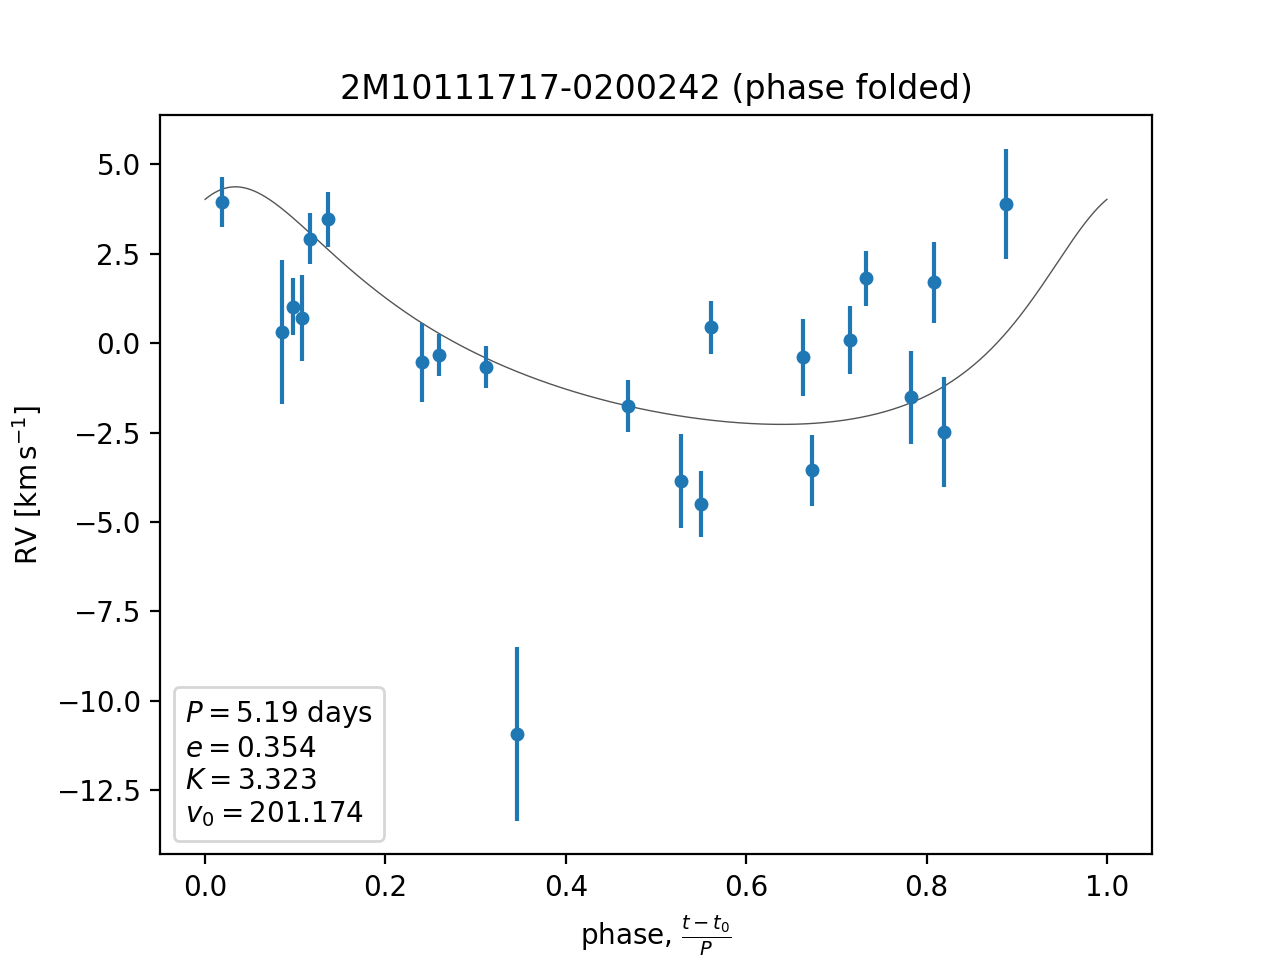 2M10111717-0200242 (phase folded)
5.0
2.5
0.0
−2.5
−5.0
−7.5
−10.0
−12.5
RV [km s⁻¹]
P = 5.19 days
e = 0.354
K = 3.323
v₀ = 201.174
0.0 0.2 0.4 0.6 0.8 1.0
phase, (t − t₀)/P